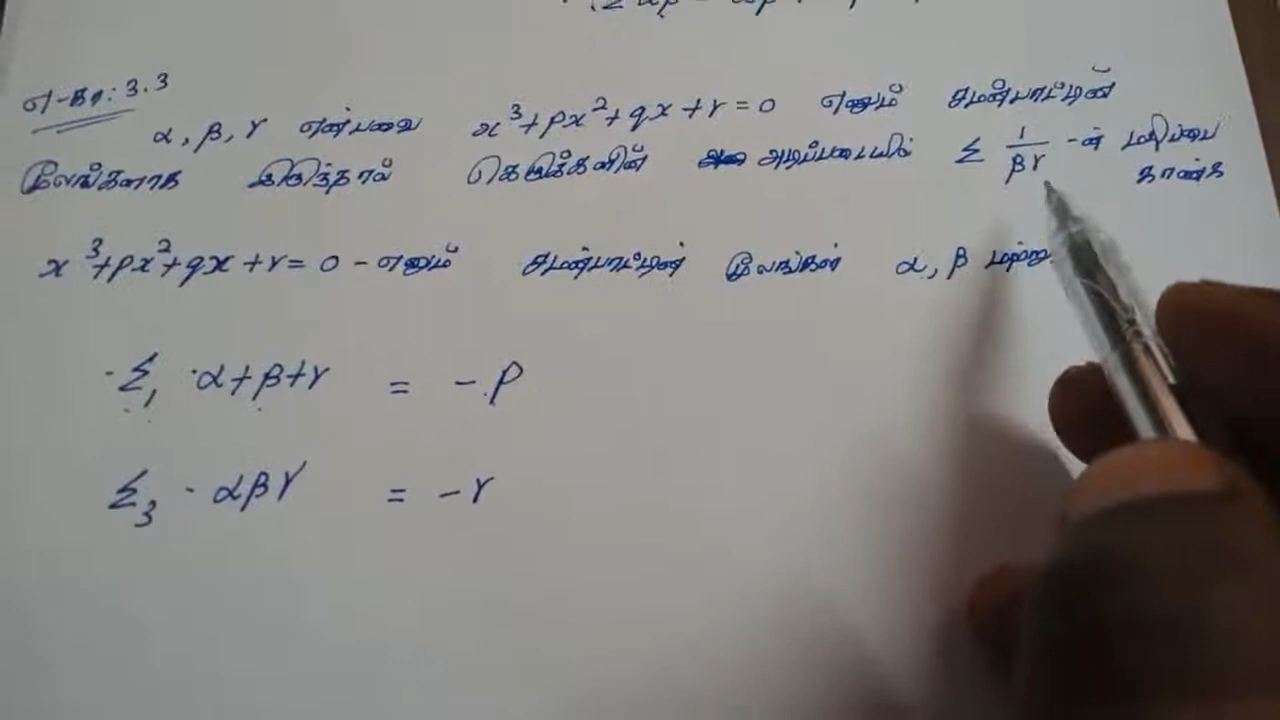 எ-கா: 3.3
α, β, γ என்பவை x³+px²+qx+r=0 எனும் சமன்பாட்டின்
மூலங்களாக இருந்தால் கெழுக்களின் அடிப்படையில் Σ 1/βγ -ன் மதிப்பை காண்க
x³+px²+qx+r=0 - எனும் சமன்பாட்டின் மூலங்கள் α, β மற்று
Σ₁ α+β+γ = -p
Σ₃ - αβγ = -r